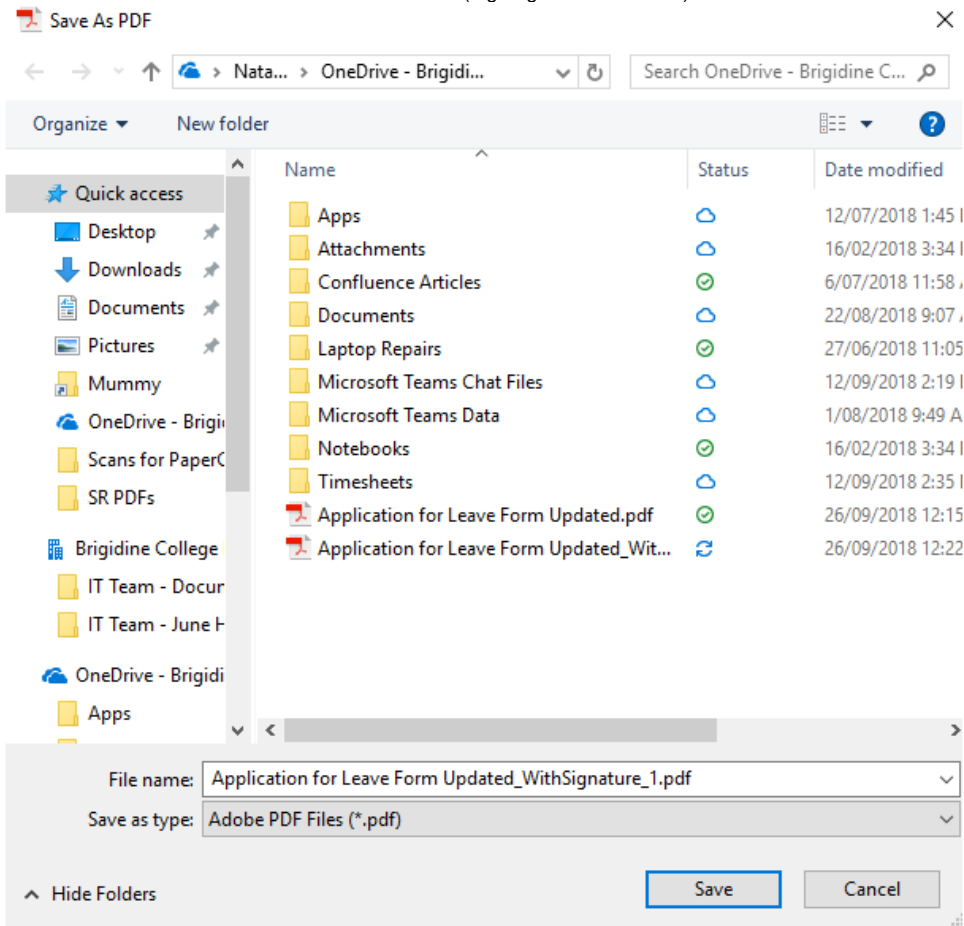 Save As PDF
Nata... > OneDrive - Brigidi...
Search OneDrive - Brigidine C...
Organize
New folder
Name
Status
Date modified
Quick access
Desktop
Downloads
Documents
Pictures
Mummy
OneDrive - Brigi
Scans for Paper
SR PDFs
Brigidine College
IT Team - Docur
IT Team - June H
OneDrive - Brigidi
Apps
Apps 12/07/2018 1:45
Attachments 16/02/2018 3:34
Confluence Articles 6/07/2018 11:58
Documents 22/08/2018 9:07
Laptop Repairs 27/06/2018 11:05
Microsoft Teams Chat Files 12/09/2018 2:19
Microsoft Teams Data 1/08/2018 9:49 A
Notebooks 16/02/2018 3:34
Timesheets 12/09/2018 2:35
Application for Leave Form Updated.pdf 26/09/2018 12:15
Application for Leave Form Updated_Wit... 26/09/2018 12:22
File name: Application for Leave Form Updated_WithSignature_1.pdf
Save as type: Adobe PDF Files (*.pdf)
Hide Folders
Save
Cancel